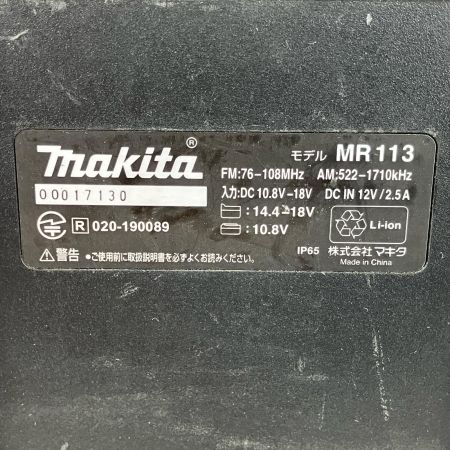 makita® モデル MR113
00017130
FM:76-108MHz AM:522-1710kHz
入力:DC 10.8V-18V DC IN 12V/2.5A
:14.4-18V
:10.8V
Li-ion
R 020-190089
警告 ●ご使用前に取扱説明書を必ずよくお読みください。
IP65 株式会社マキタ
Made in China